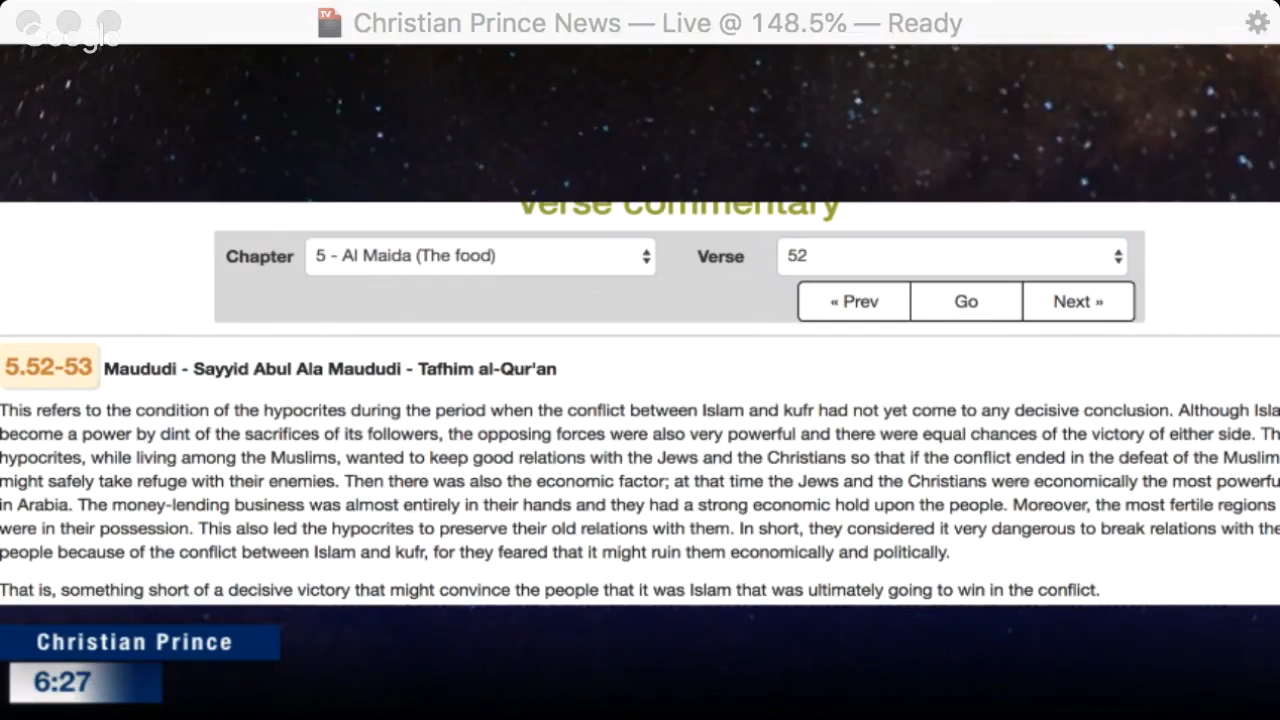 Christian Prince News — Live @ 148.5% — Ready
Google
Verse commentary
Chapter 5 - Al Maida (The food) Verse 52
« Prev Go Next »
5.52-53 Maududi - Sayyid Abul Ala Maududi - Tafhim al-Qur'an
This refers to the condition of the hypocrites during the period when the conflict between Islam and kufr had not yet come to any decisive conclusion. Although Isla
become a power by dint of the sacrifices of its followers, the opposing forces were also very powerful and there were equal chances of the victory of either side. Th
hypocrites, while living among the Muslims, wanted to keep good relations with the Jews and the Christians so that if the conflict ended in the defeat of the Muslim
might safely take refuge with their enemies. Then there was also the economic factor; at that time the Jews and the Christians were economically the most powerfu
in Arabia. The money-lending business was almost entirely in their hands and they had a strong economic hold upon the people. Moreover, the most fertile regions
were in their possession. This also led the hypocrites to preserve their old relations with them. In short, they considered it very dangerous to break relations with the
people because of the conflict between Islam and kufr, for they feared that it might ruin them economically and politically.
That is, something short of a decisive victory that might convince the people that it was Islam that was ultimately going to win in the conflict.
Christian Prince
6:27